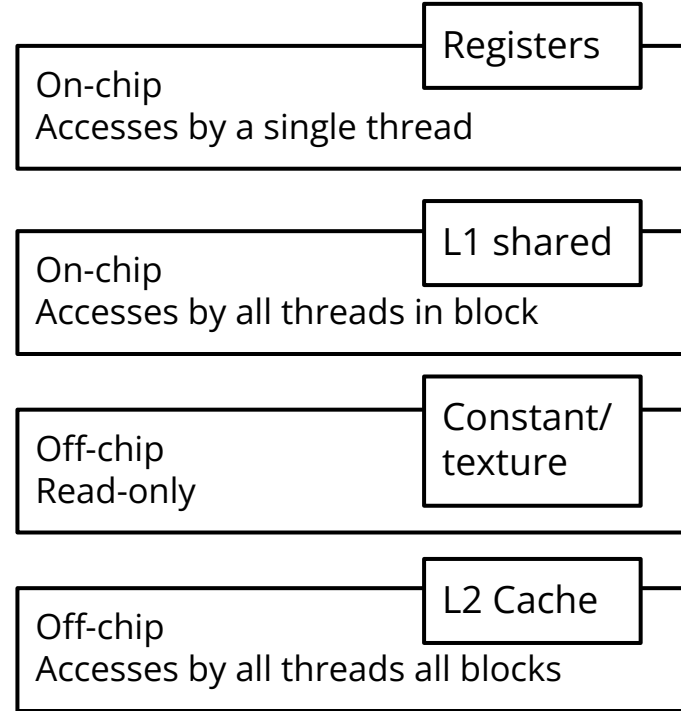 Registers
On-chip
Accesses by a single thread
L1 shared
On-chip
Accesses by all threads in block
Constant/
texture
Off-chip
Read-only
L2 Cache
Off-chip
Accesses by all threads all blocks